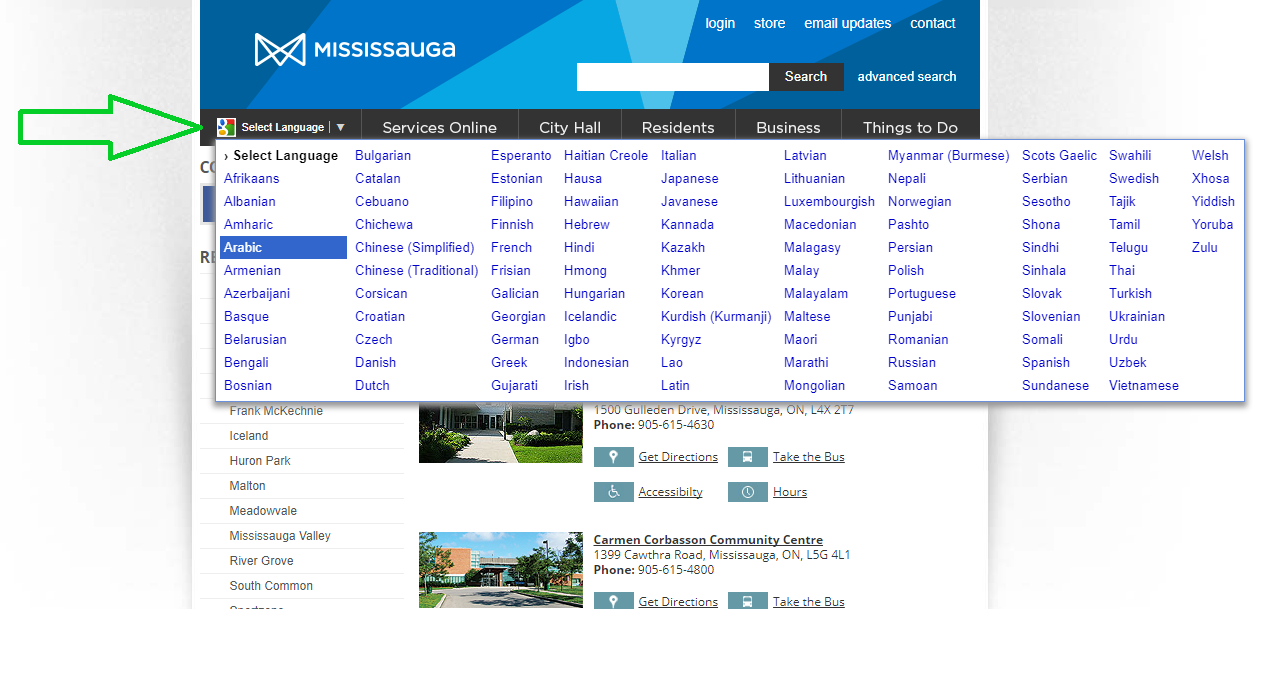 login store email updates contact
MISSISSAUGA
Search advanced search
Select Language ▼ Services Online City Hall Residents Business Things to Do
› Select Language Bulgarian Esperanto Haitian Creole Italian Latvian Myanmar (Burmese) Scots Gaelic Swahili Welsh
Afrikaans Catalan Estonian Hausa Japanese Lithuanian Nepali Serbian Swedish Xhosa
Albanian Cebuano Filipino Hawaiian Javanese Luxembourgish Norwegian Sesotho Tajik Yiddish
Amharic Chichewa Finnish Hebrew Kannada Macedonian Pashto Shona Tamil Yoruba
Arabic Chinese (Simplified) French Hindi Kazakh Malagasy Persian Sindhi Telugu Zulu
Armenian Chinese (Traditional) Frisian Hmong Khmer Malay Polish Sinhala Thai
Azerbaijani Corsican Galician Hungarian Korean Malayalam Portuguese Slovak Turkish
Basque Croatian Georgian Icelandic Kurdish (Kurmanji) Maltese Punjabi Slovenian Ukrainian
Belarusian Czech German Igbo Kyrgyz Maori Romanian Somali Urdu
Bengali Danish Greek Indonesian Lao Marathi Russian Spanish Uzbek
Bosnian Dutch Gujarati Irish Latin Mongolian Samoan Sundanese Vietnamese
Frank McKechnie
Iceland
Huron Park
Malton
Meadowvale
Mississauga Valley
River Grove
South Common
1500 Gulleden Drive, Mississauga, ON, L4X 2T7
Phone: 905-615-4630
Get Directions Take the Bus
Accessibilty Hours
Carmen Corbasson Community Centre
1399 Cawthra Road, Mississauga, ON, L5G 4L1
Phone: 905-615-4800
Get Directions Take the Bus